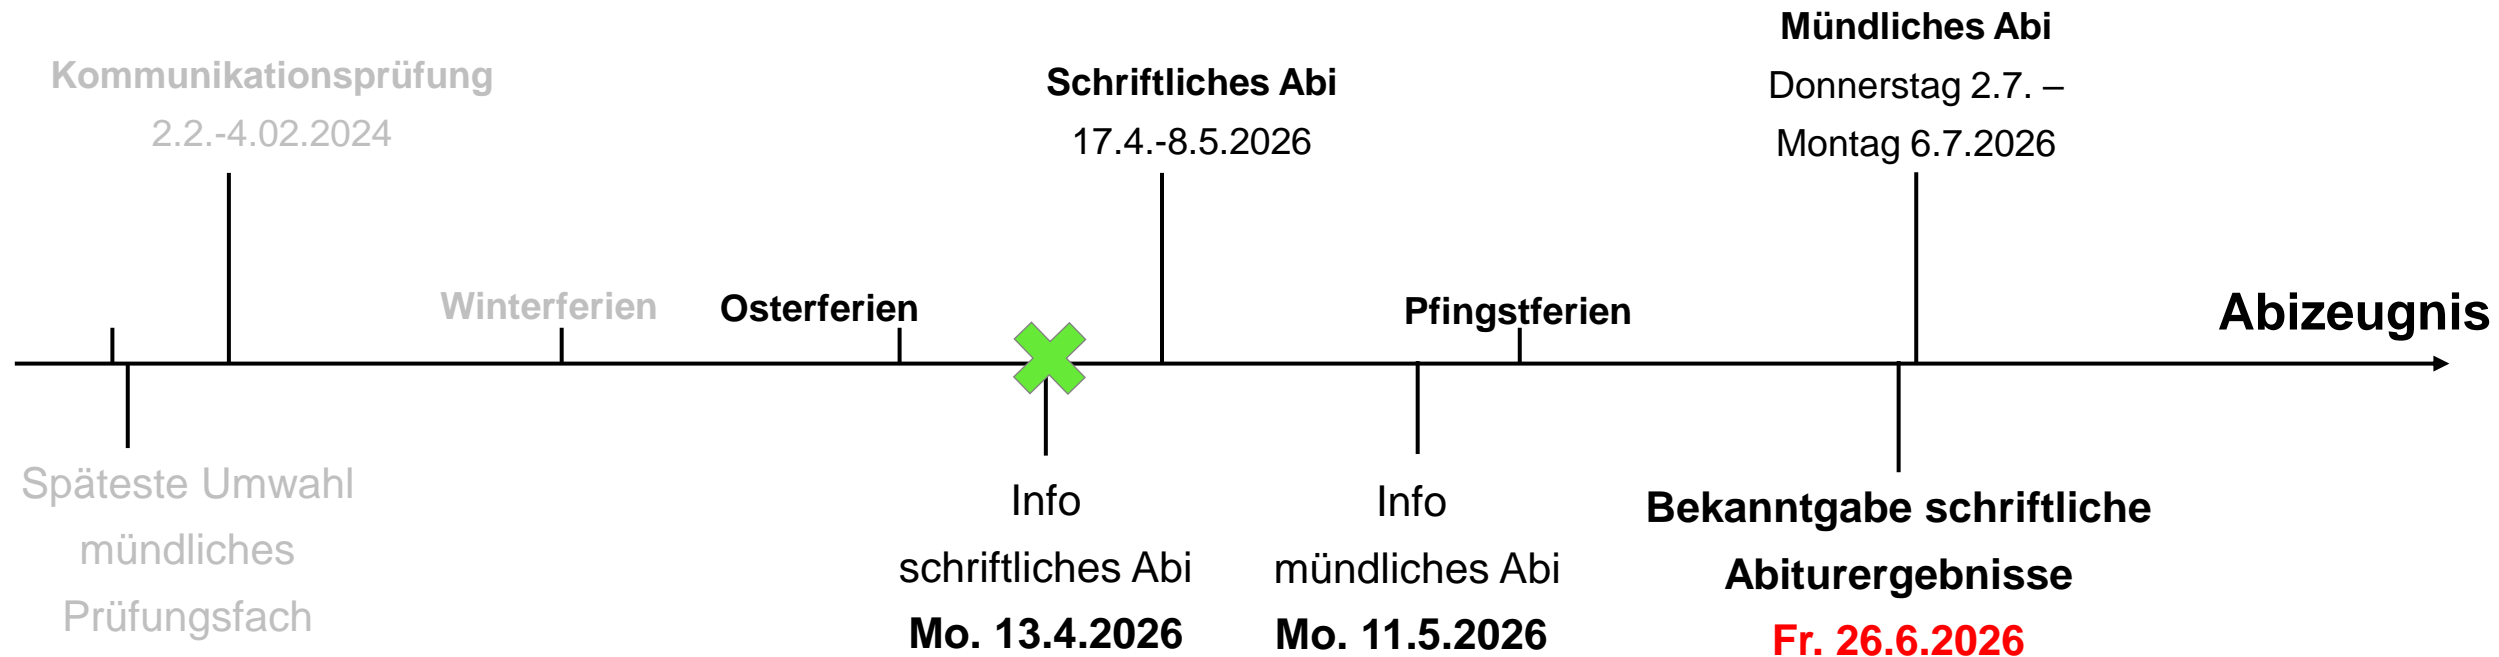 Kommunikationsprüfung
2.2.-4.02.2024
Schriftliches Abi
17.4.-8.5.2026
Mündliches Abi
Donnerstag 2.7. –
Montag 6.7.2026
Winterferien
Osterferien
Pfingstferien
Abizeugnis
Späteste Umwahl
mündliches
Prüfungsfach
Info
schriftliches Abi
Mo. 13.4.2026
Info
mündliches Abi
Mo. 11.5.2026
Bekanntgabe schriftliche
Abiturergebnisse
Fr. 26.6.2026